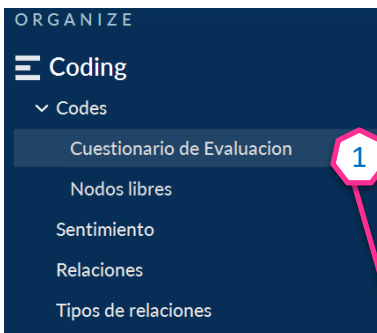 ORGANIZE
Coding
Codes
Cuestionario de Evaluacion
1
Nodos libres
Sentimiento
Relaciones
Tipos de relaciones